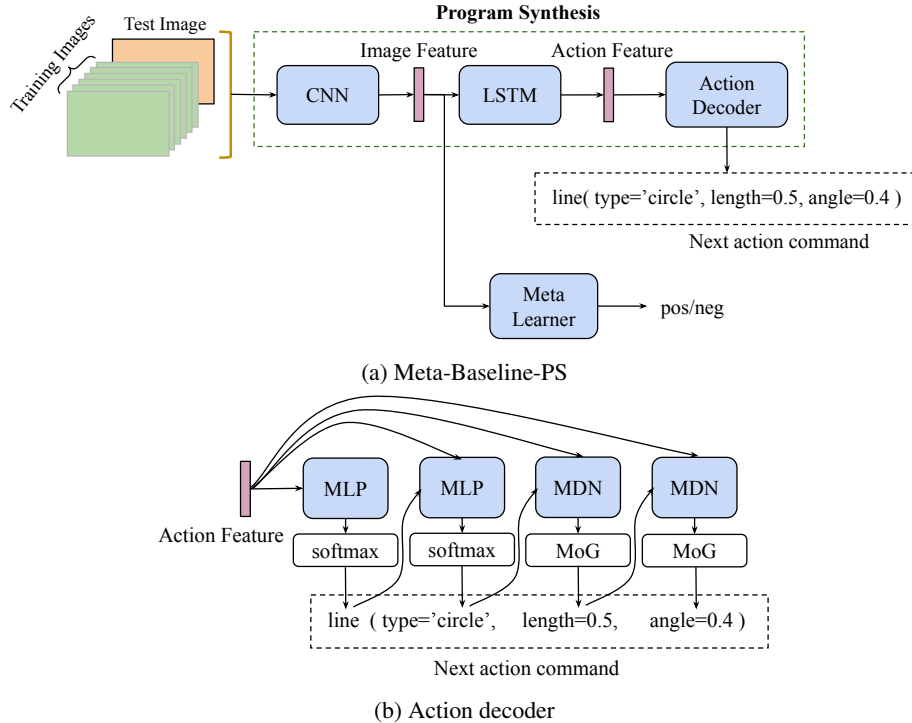 Program Synthesis
Training Images
Test Image
Image Feature
Action Feature
CNN
LSTM
Action
Decoder
line( type=’circle’, length=0.5, angle=0.4 )
Next action command
Meta
Learner
pos/neg
(a) Meta-Baseline-PS
MLP
MLP
MDN
MDN
Action Feature
softmax
softmax
MoG
MoG
line ( type=’circle’, length=0.5, angle=0.4 )
Next action command
(b) Action decoder